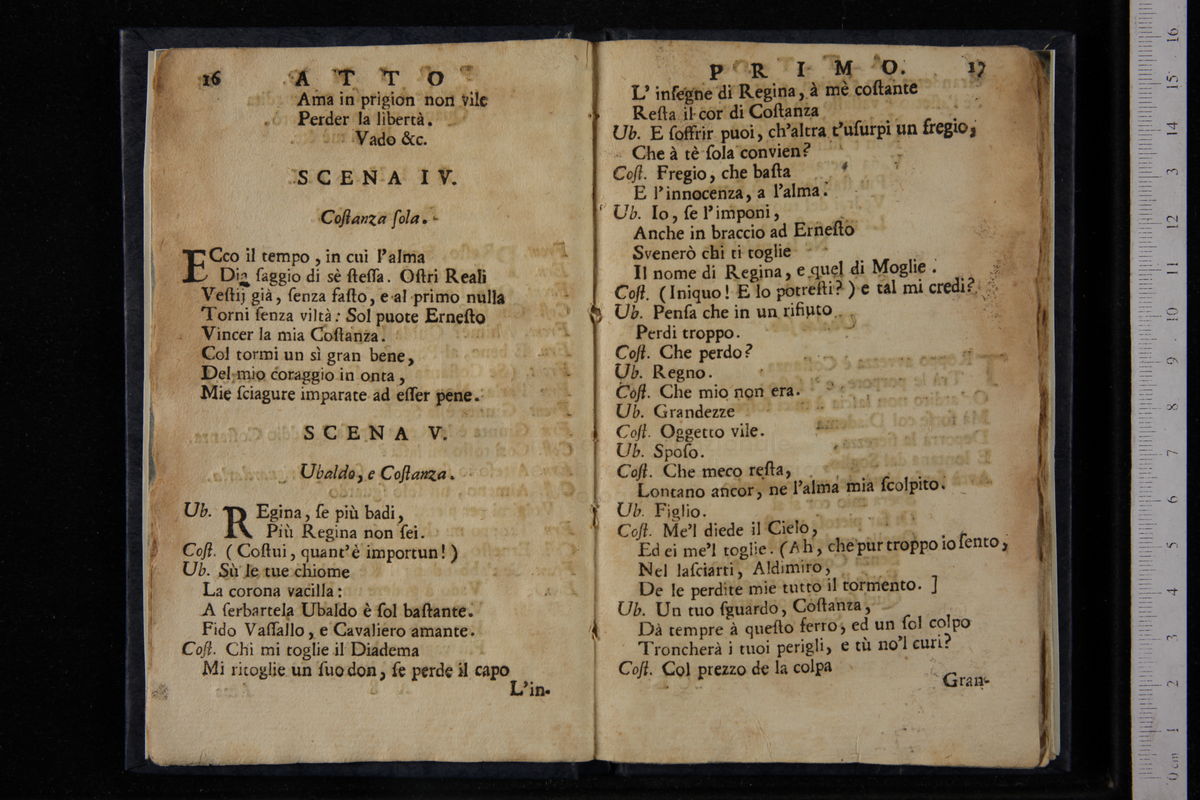 16 ATTO
Ama in prigion non vile
Perder la libertà.
Vado &c.
SCENA IV.
Coſtanza ſola.
ECco il tempo, in cui l'alma
Dia ſaggio di sè ſteſſa. Oſtri Reali
Veſtij già, ſenza faſto, e al primo nulla
Torni ſenza viltà: Sol puote Erneſto
Vincer la mia Coſtanza.
Col tormi un sì gran bene,
Del mio coraggio in onta,
Mie ſciagure imparate ad eſſer pene.
SCENA V.
Ubaldo, e Coſtanza.
Ub. REgina, ſe più badi,
Più Regina non ſei.
Coſt. (Coſtui, quant'è importun!)
Ub. Sù le tue chiome
La corona vacilla:
A ſerbartela Ubaldo è ſol baſtante.
Fido Vaſſallo, e Cavaliero amante.
Coſt. Chi mi toglie il Diadema
Mi ritoglie un ſuo don, ſe perde il capo
L'in-
PRIMO. 17
L'inſegne di Regina, à mè coſtante
Reſta il cor di Coſtanza
Ub. E ſoffrir puoi, ch'altra t'uſurpi un fregio,
Che à tè ſola convien?
Coſt. Fregio, che baſta
E l'innocenza, a l'alma.
Ub. Io, ſe l'imponi,
Anche in braccio ad Erneſto
Svenerò chi ti toglie
Il nome di Regina, e quel di Moglie.
Coſt. (Iniquo! E lo potreſti?) e tal mi credi?
Ub. Penſa che in un rifiuto
Perdi troppo.
Coſt. Che perdo?
Ub. Regno.
Coſt. Che mio non era.
Ub. Grandezze
Coſt. Oggetto vile.
Ub. Spoſo.
Coſt. Che meco reſta,
Lontano ancor, ne l'alma mia ſcolpito.
Ub. Figlio.
Coſt. Me'l diede il Cielo,
Ed ei me'l toglie. (Ah, che pur troppo io ſento,
Nel laſciarti, Aldimiro,
De le perdite mie tutto il tormento. ]
Ub. Un tuo ſguardo, Coſtanza,
Dà tempre à queſto ferro, ed un ſol colpo
Troncherà i tuoi perigli, e tù no'l curi?
Coſt. Col prezzo de la colpa
Gran-